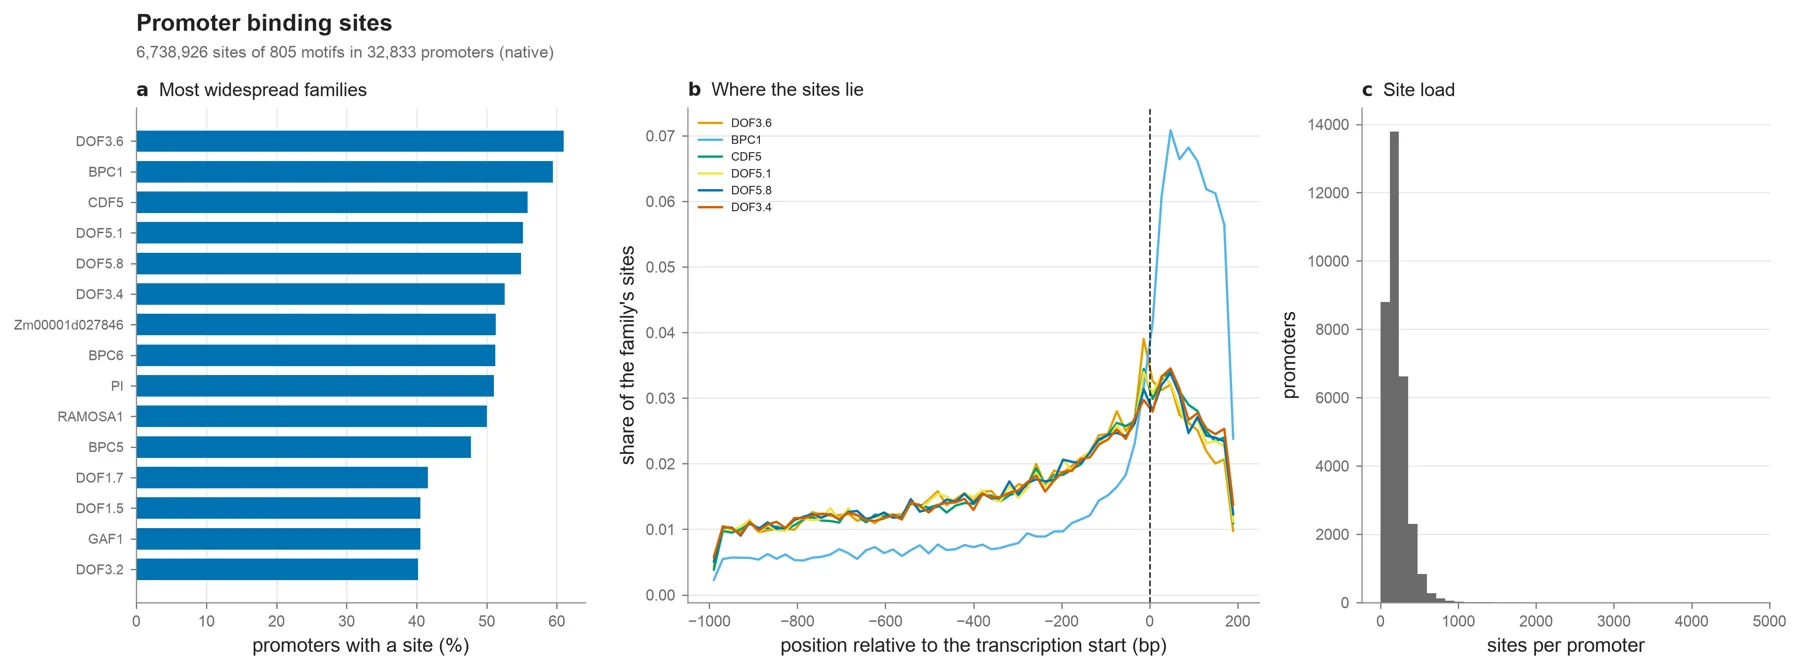 Promoter binding sites
6,738,926 sites of 805 motifs in 32,833 promoters (native)
a Most widespread families
DOF3.6
BPC1
CDF5
DOF5.1
DOF5.8
DOF3.4
Zm00001d027846
BPC6
PI
RAMOSA1
BPC5
DOF1.7
DOF1.5
GAF1
DOF3.2
0 10 20 30 40 50 60
promoters with a site (%)
b Where the sites lie
DOF3.6
BPC1
CDF5
DOF5.1
DOF5.8
DOF3.4
0.07
0.06
0.05
0.04
0.03
0.02
0.01
0.00
share of the family's sites
−1000 −800 −600 −400 −200 0 200
position relative to the transcription start (bp)
c Site load
14000
12000
10000
8000
6000
4000
2000
0
promoters
0 1000 2000 3000 4000 5000
sites per promoter